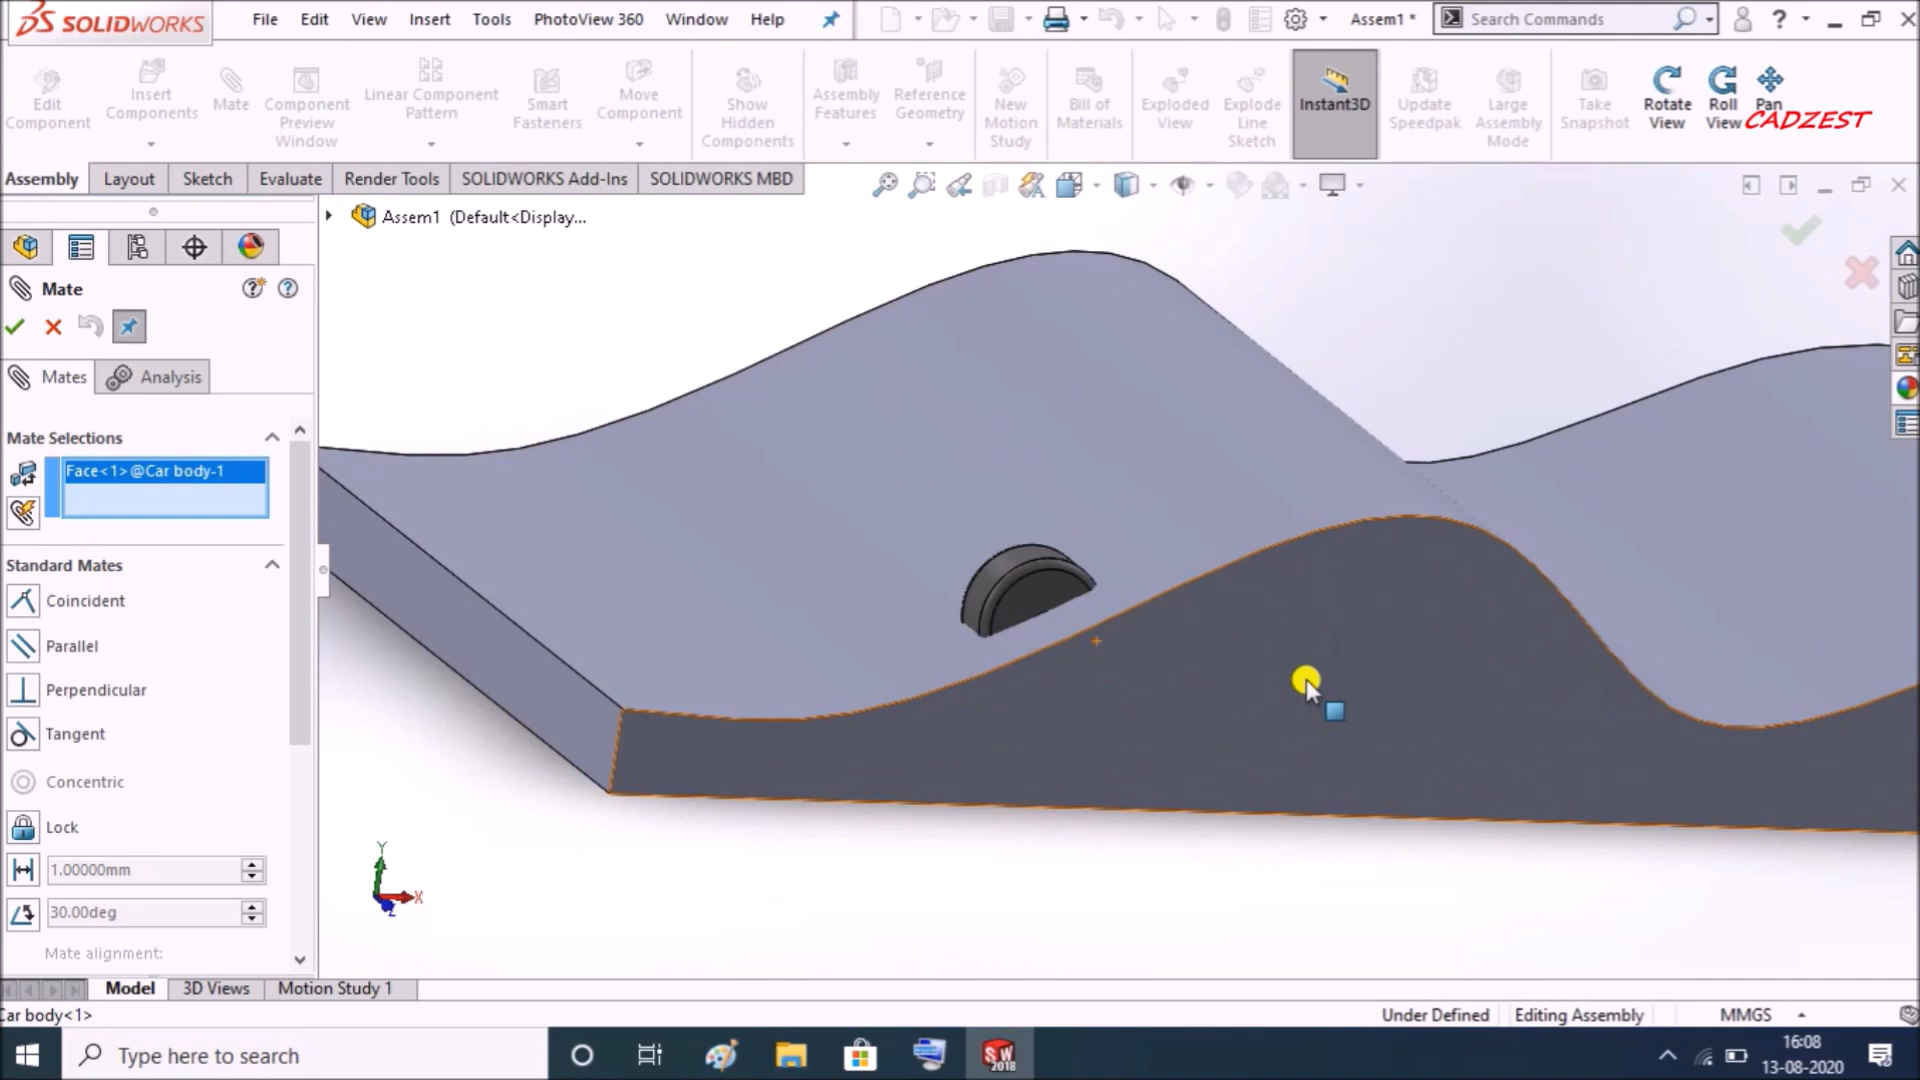 SOLIDWORKS File Edit View Insert Tools PhotoView 360 Window Help Assem1 * Search Commands ?
Edit Component
Insert Components
Mate
Component Preview Window
Linear Component Pattern
Smart Fasteners
Move Component
Show Hidden Components
Assembly Features
Reference Geometry
New Motion Study
Bill of Materials
Exploded View
Explode Line Sketch
Instant3D
Update Speedpak
Large Assembly Mode
Take Snapshot
Rotate View
Roll View
Pan
CADZEST
Assembly Layout Sketch Evaluate Render Tools SOLIDWORKS Add-Ins SOLIDWORKS MBD
Assem1 (Default<Display...
Mate
Mates Analysis
Mate Selections
Face<1>@Car body-1
Standard Mates
Coincident
Parallel
Perpendicular
Tangent
Concentric
Lock
1.00000mm
30.00deg
Mate alignment:
Y
X
Z
Model 3D Views Motion Study 1
Car body<1> Under Defined Editing Assembly MMGS
Type here to search
SW
2018
16:08
13-08-2020